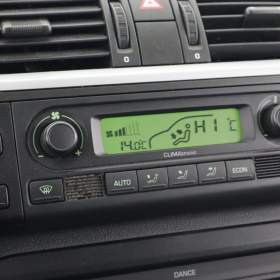 HI °C
14.0°C
CLIMAtronic
AUTO ECON
DANCE